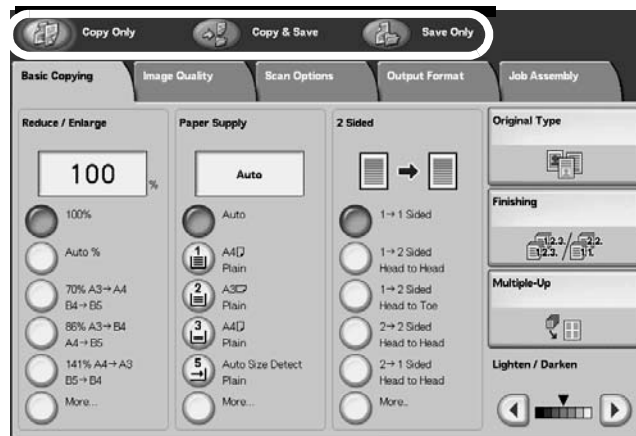 Copy Only
Copy & Save
Save Only
Basic Copying
Image Quality
Scan Options
Output Format
Job Assembly
Reduce / Enlarge
100 %
100%
Auto %
70% A3→A4
B4→B5
86% A3→B4
A4→B5
141% A4→A3
B5→B4
More...
Paper Supply
Auto
Auto
1 A4
Plain
2 A3
Plain
3 A4
Plain
5 Auto Size Detect
Plain
More...
2 Sided
1→1 Sided
1→2 Sided
Head to Head
1→2 Sided
Head to Toe
2→2 Sided
Head to Head
2→1 Sided
Head to Head
More..
Original Type
Finishing
Multiple-Up
Lighten / Darken